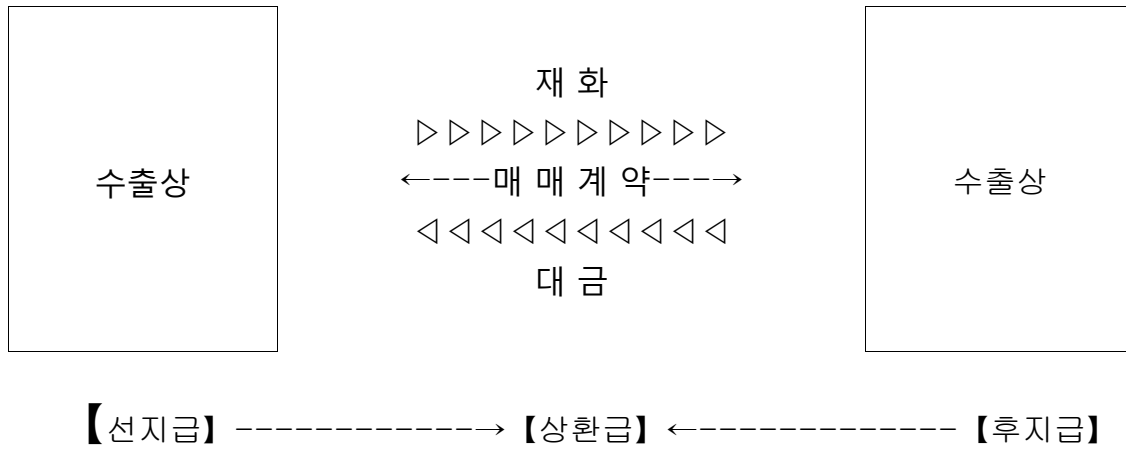 재 화
▷▷▷▷▷▷▷▷▷▷
수출상 ←---매 매 계 약---→ 수출상
◁◁◁◁◁◁◁◁◁◁
대 금
【선지급】 -------------→ 【상환급】 ←------------- 【후지급】